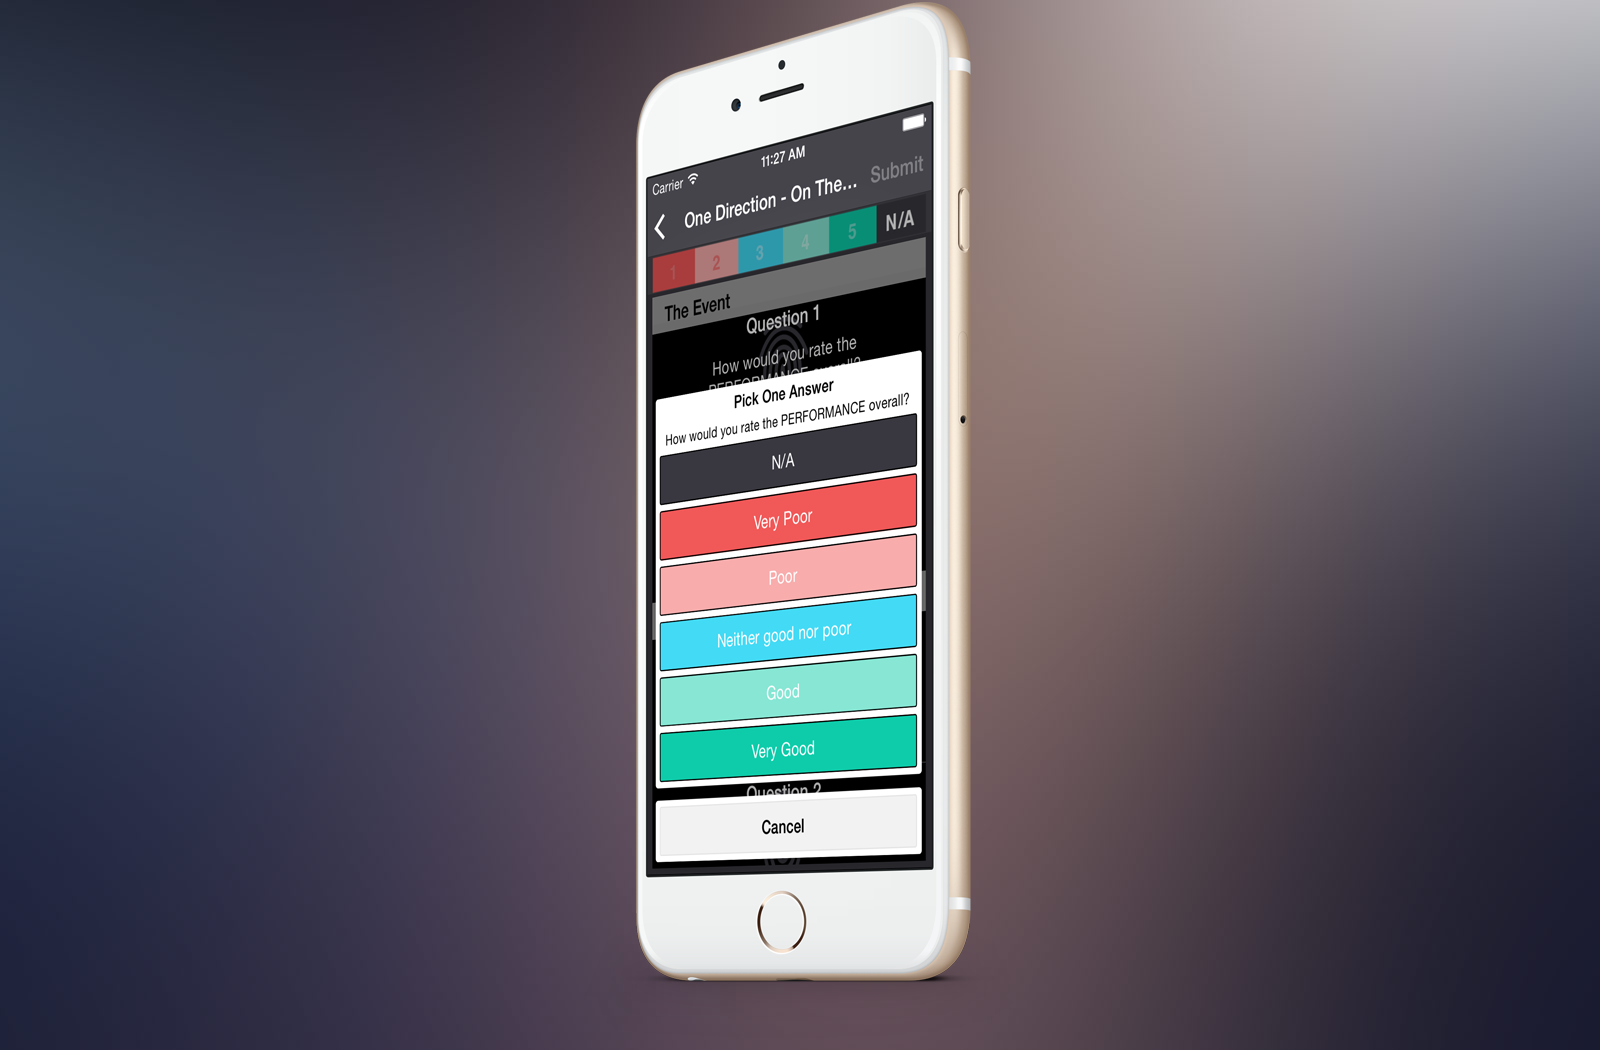 11:27 AM
Carrier
One Direction - On The...
Submit
1
2
3
4
5
N/A
The Event
Question 1
How would you rate the
PERFORMANCE overall?
Pick One Answer
How would you rate the PERFORMANCE overall?
N/A
Very Poor
Poor
Neither good nor poor
Good
Very Good
Question 2
Cancel